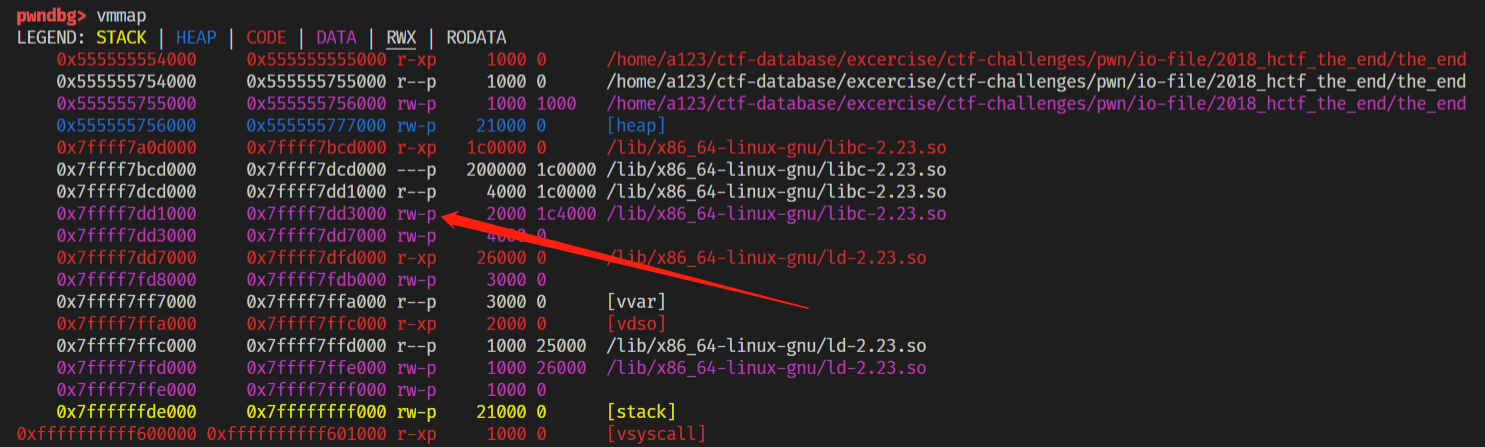 pwndbg> vmmap
LEGEND: STACK | HEAP | CODE | DATA | RWX | RODATA
0x555555554000 0x555555555000 r-xp 1000 0 /home/a123/ctf-database/excercise/ctf-challenges/pwn/io-file/2018_hctf_the_end/the_end
0x555555754000 0x555555755000 r--p 1000 0 /home/a123/ctf-database/excercise/ctf-challenges/pwn/io-file/2018_hctf_the_end/the_end
0x555555755000 0x555555756000 rw-p 1000 1000 /home/a123/ctf-database/excercise/ctf-challenges/pwn/io-file/2018_hctf_the_end/the_end
0x555555756000 0x555555777000 rw-p 21000 0 [heap]
0x7ffff7a0d000 0x7ffff7bcd000 r-xp 1c0000 0 /lib/x86_64-linux-gnu/libc-2.23.so
0x7ffff7bcd000 0x7ffff7dcd000 ---p 200000 1c0000 /lib/x86_64-linux-gnu/libc-2.23.so
0x7ffff7dcd000 0x7ffff7dd1000 r--p 4000 1c0000 /lib/x86_64-linux-gnu/libc-2.23.so
0x7ffff7dd1000 0x7ffff7dd3000 rw-p 2000 1c4000 /lib/x86_64-linux-gnu/libc-2.23.so
0x7ffff7dd3000 0x7ffff7dd7000 rw-p 4000 0
0x7ffff7dd7000 0x7ffff7dfd000 r-xp 26000 0 /lib/x86_64-linux-gnu/ld-2.23.so
0x7ffff7fd8000 0x7ffff7fdb000 rw-p 3000 0
0x7ffff7ff7000 0x7ffff7ffa000 r--p 3000 0 [vvar]
0x7ffff7ffa000 0x7ffff7ffc000 r-xp 2000 0 [vdso]
0x7ffff7ffc000 0x7ffff7ffd000 r--p 1000 25000 /lib/x86_64-linux-gnu/ld-2.23.so
0x7ffff7ffd000 0x7ffff7ffe000 rw-p 1000 26000 /lib/x86_64-linux-gnu/ld-2.23.so
0x7ffff7ffe000 0x7ffff7fff000 rw-p 1000 0
0x7ffffffde000 0x7ffffffff000 rw-p 21000 0 [stack]
0xffffffffff600000 0xffffffffff601000 r-xp 1000 0 [vsyscall]